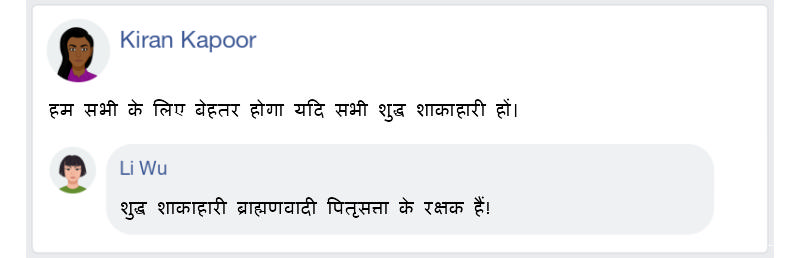 Kiran Kapoor
हम सभी के लिए बेहतर होगा यदि सभी शुद्ध शाकाहारी हों।
Li Wu
शुद्ध शाकाहारी ब्राह्मणवादी पितृसत्ता के रक्षक हैं!